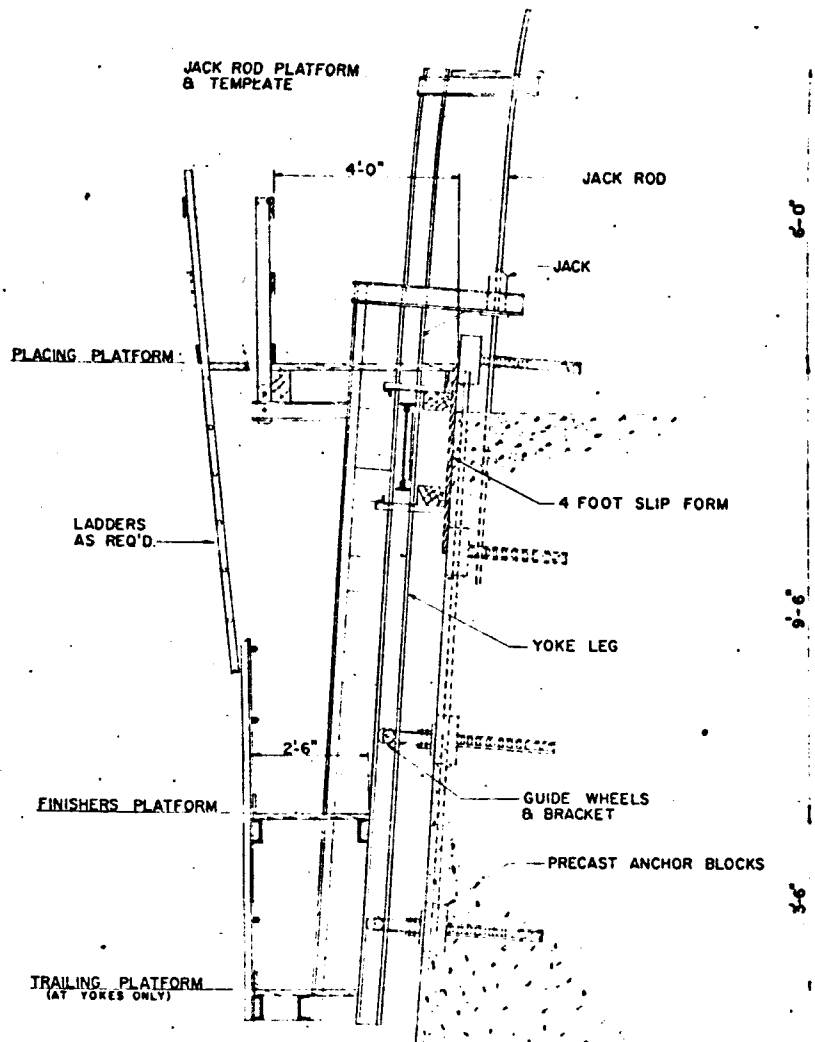 JACK ROD PLATFORM
& TEMPLATE
4'-0"
JACK ROD
6'-0"
JACK
PLACING PLATFORM
4 FOOT SLIP FORM
LADDERS
AS REQ'D.
9'-6"
YOKE LEG
2'-6"
FINISHERS PLATFORM
GUIDE WHEELS
& BRACKET
PRECAST ANCHOR BLOCKS
3'-6"
TRAILING PLATFORM
(AT YOKES ONLY)